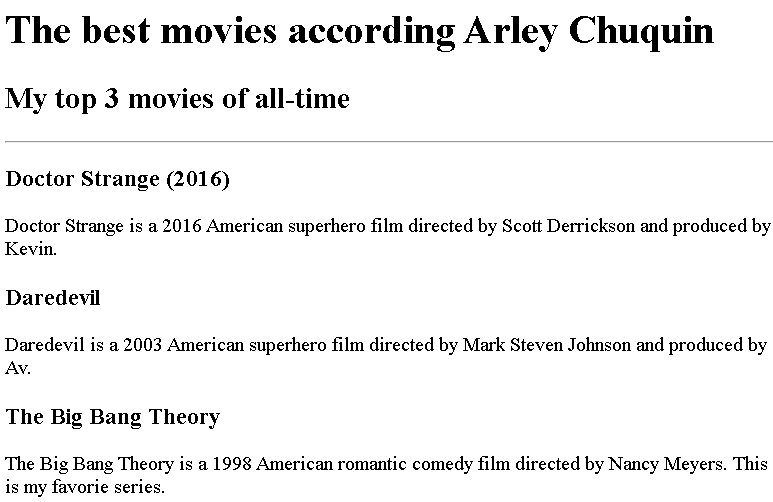 The best movies according Arley Chuquin
My top 3 movies of all-time
Doctor Strange (2016)
Doctor Strange is a 2016 American superhero film directed by Scott Derrickson and produced by
Kevin.
Daredevil
Daredevil is a 2003 American superhero film directed by Mark Steven Johnson and produced by
Av.
The Big Bang Theory
The Big Bang Theory is a 1998 American romantic comedy film directed by Nancy Meyers. This
is my favorie series.